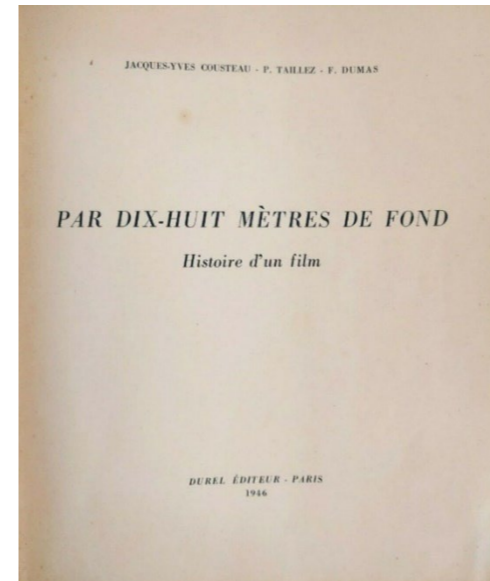 JACQUES-YVES COUSTEAU - P. TAILLEZ - F. DUMAS
PAR DIX-HUIT MÈTRES DE FOND
Histoire d'un film
DUREL ÉDITEUR - PARIS
1946